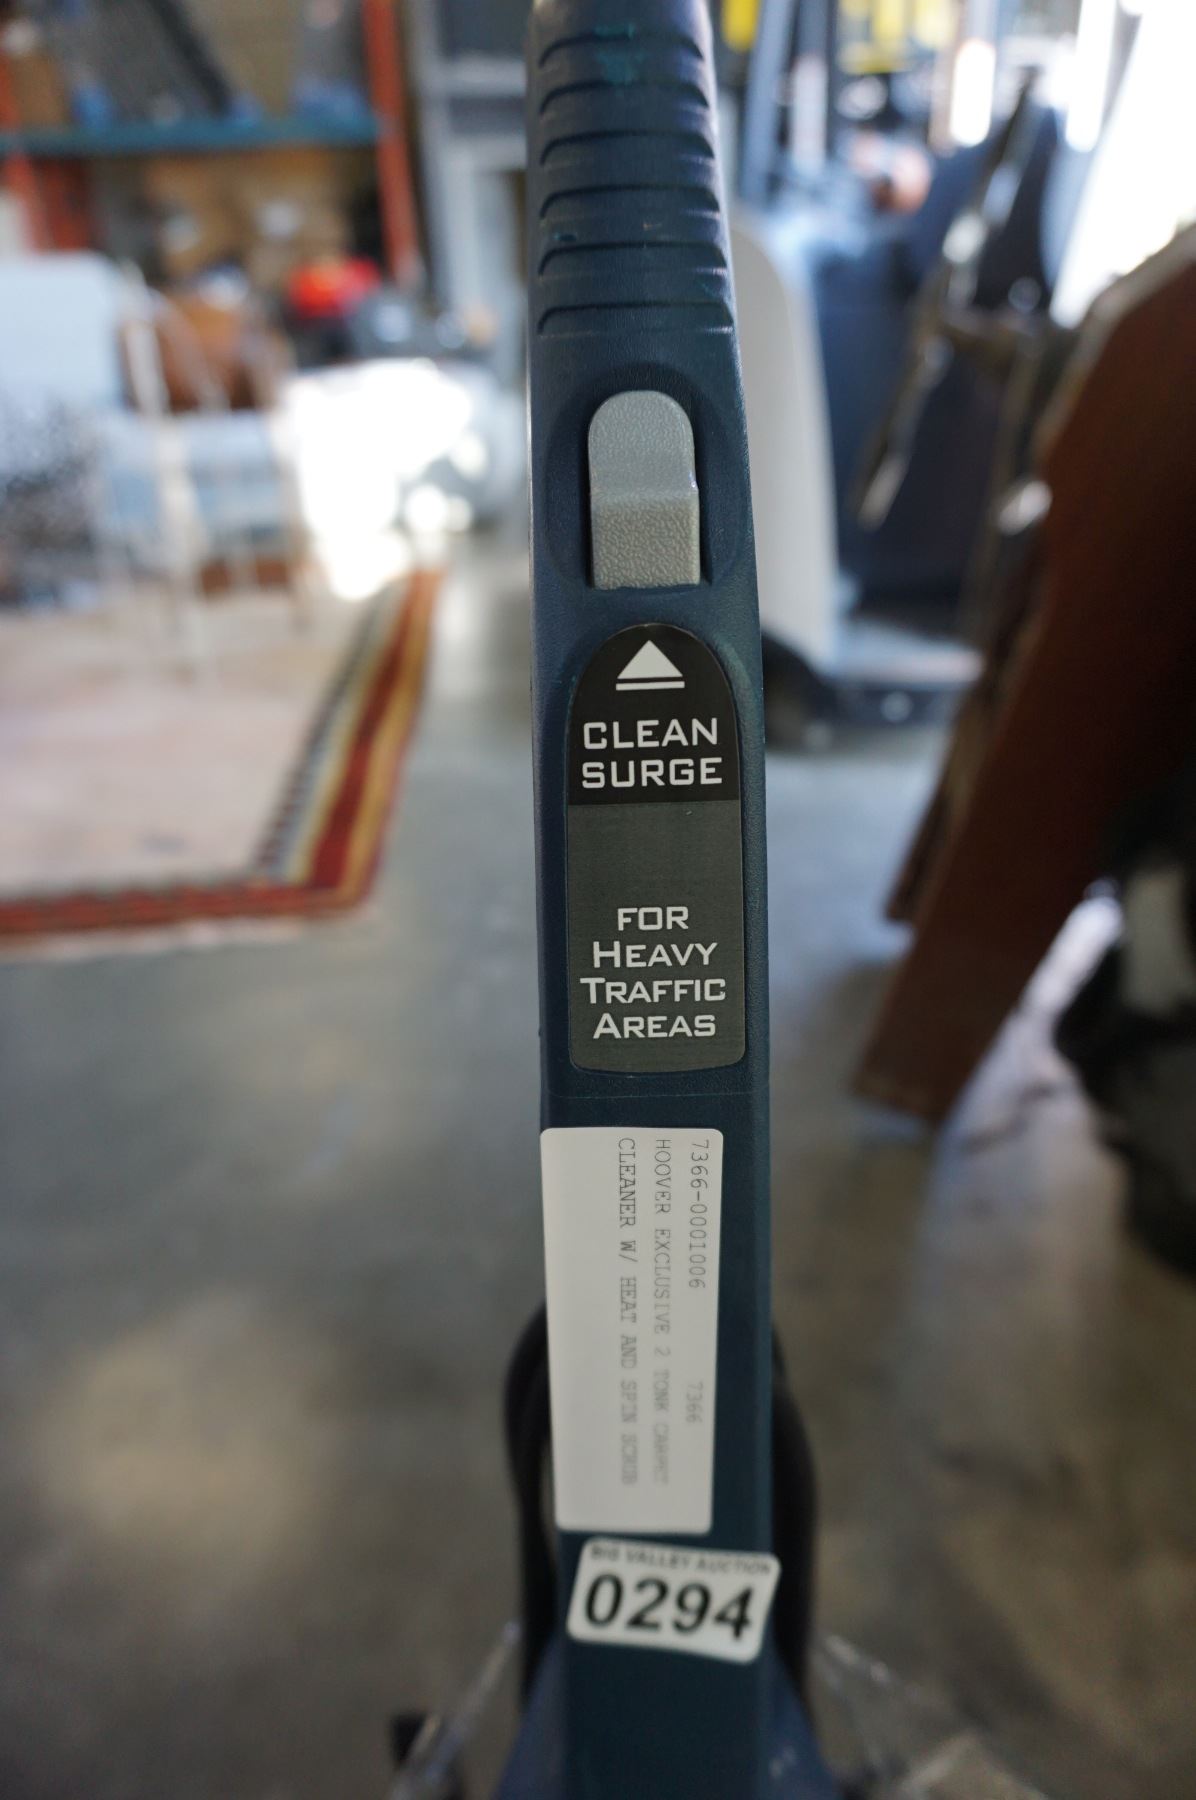 CLEAN
SURGE
FOR
HEAVY
TRAFFIC
AREAS
7366-0001006 7366
HOOVER EXCLUSIVE 2 TONK CARPET
CLEANER W/ HEAT AND SPIN SCRUB
BIG VALLEY AUCTION
0294